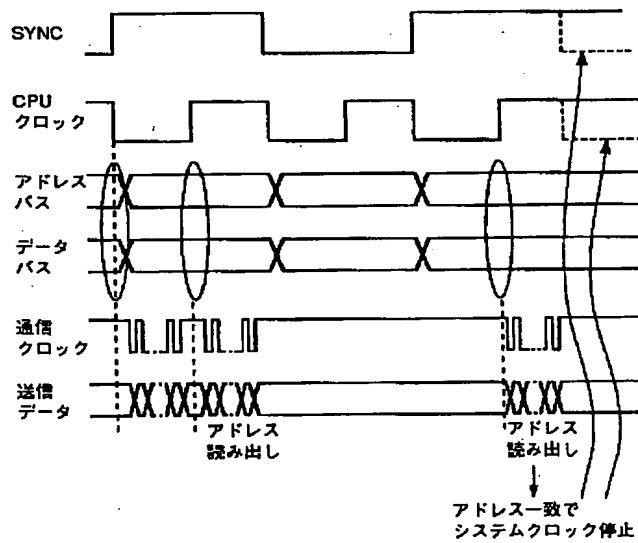 SYNC
CPU
クロック
アドレス
バス
データ
バス
通信
クロック
送信
データ
アドレス
読み出し
アドレス
読み出し
アドレス一致で
システムクロック停止